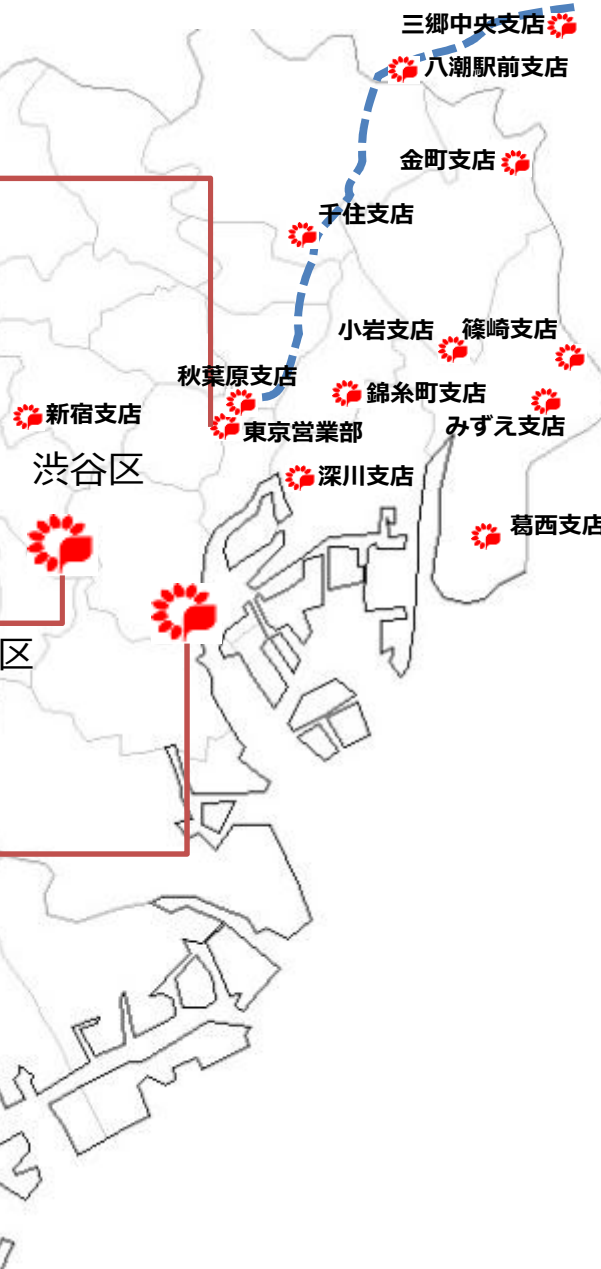 三郷中央支店
八潮駅前支店
金町支店
千住支店
小岩支店
篠崎支店
秋葉原支店
錦糸町支店
新宿支店
みずえ支店
東京営業部
渋谷区
深川支店
葛西支店
区